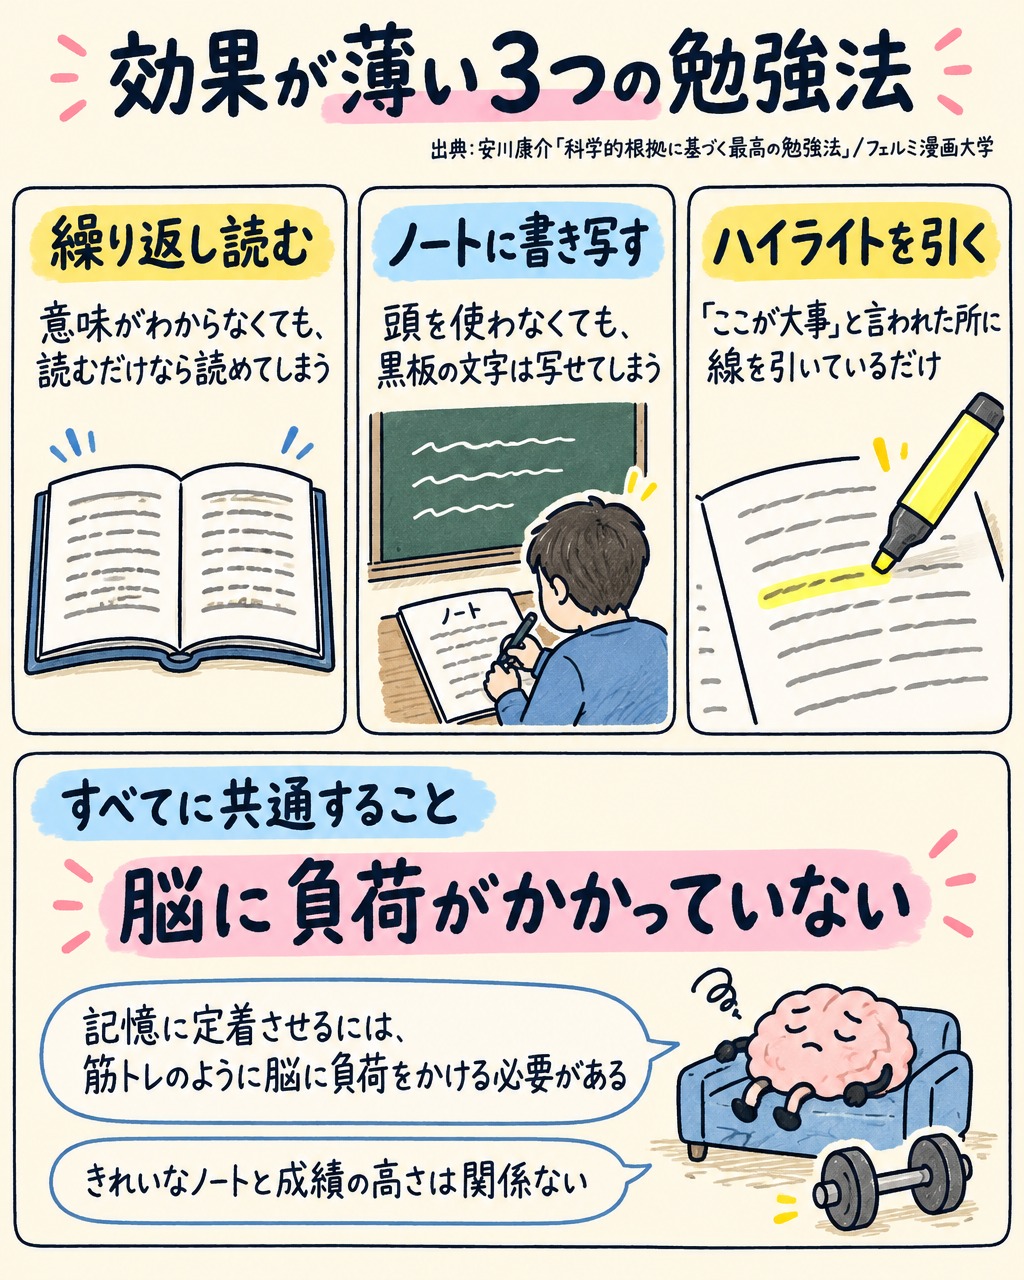 効果が薄い3つの勉強法
出典：安川康介「科学的根拠に基づく最高の勉強法」/フェルミ漫画大学
繰り返し読む
意味がわからなくても、
読むだけなら読めてしまう
ノートに書き写す
頭を使わなくても、
黒板の文字は写せてしまう
ノート
ハイライトを引く
「ここが大事」と言われた所に
線を引いているだけ
すべてに共通すること
脳に負荷がかかっていない
記憶に定着させるには、
筋トレのように脳に負荷をかける必要がある
きれいなノートと成績の高さは関係ない